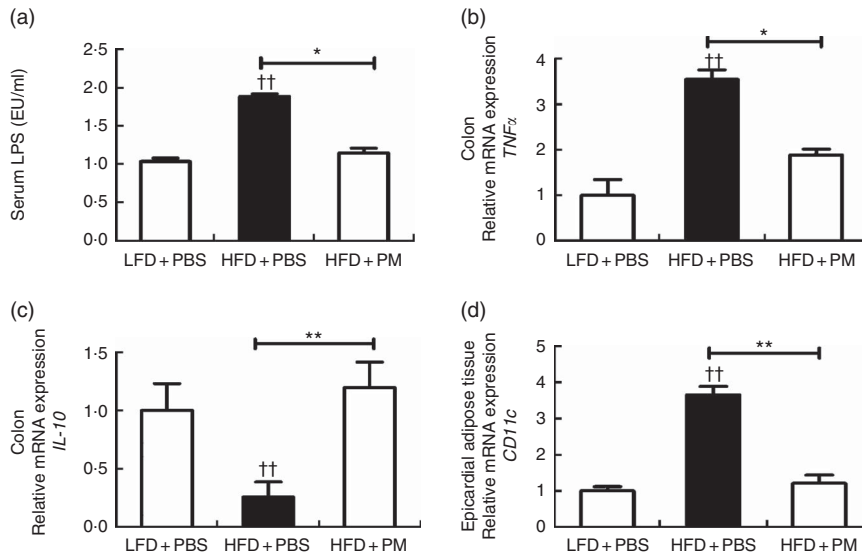 (a)
Serum LPS (EU/ml)
2·5
2·0
1·5
1·0
0·5
0·0
*
††
LFD + PBS HFD + PBS HFD + PM
(b)
Colon
Relative mRNA expression
TNFα
4
3
2
1
0
*
††
LFD + PBS HFD + PBS HFD + PM
(c)
Colon
Relative mRNA expression
IL-10
1·5
1·0
0·5
0·0
**
††
LFD + PBS HFD + PBS HFD + PM
(d)
Epicardial adipose tissue
Relative mRNA expression
CD11c
5
4
3
2
1
0
**
††
LFD + PBS HFD + PBS HFD + PM